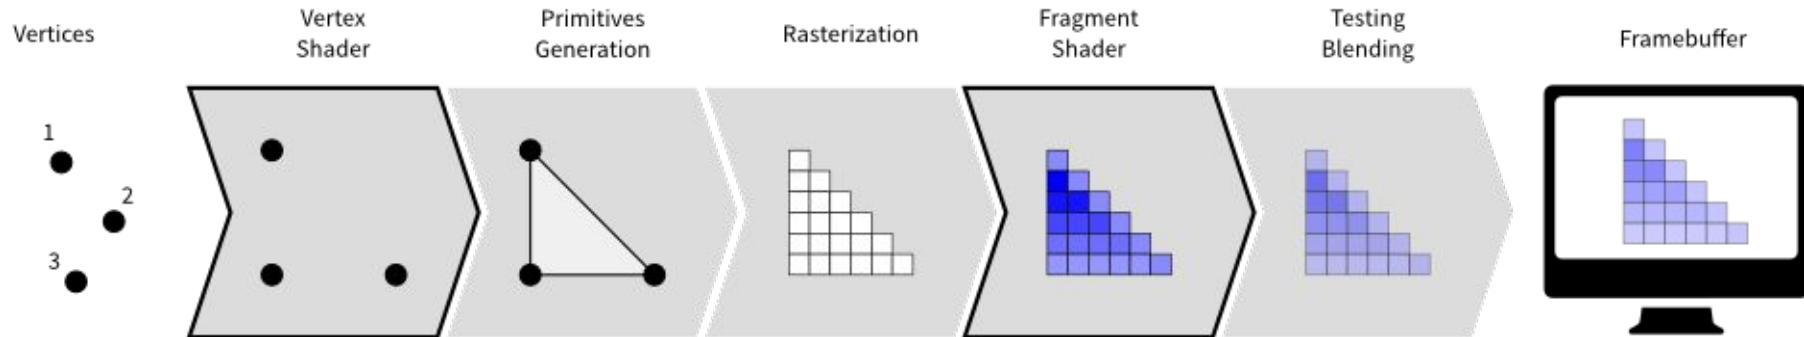 Vertices
Vertex
Shader
Primitives
Generation
Rasterization
Fragment
Shader
Testing
Blending
Framebuffer
1
2
3